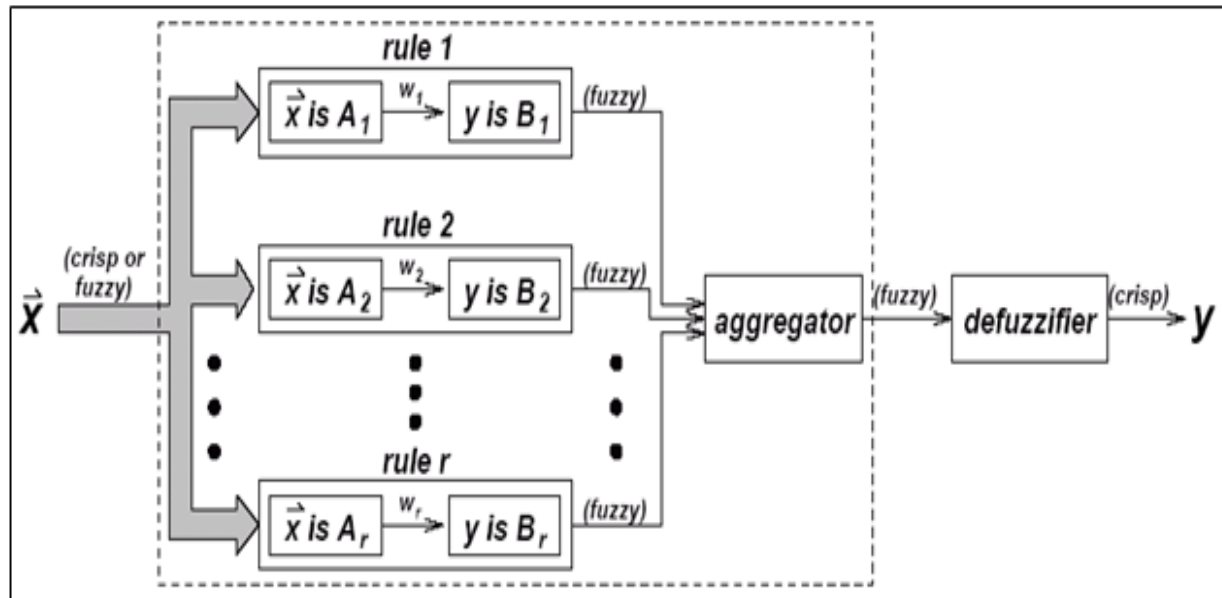 rule 1
x⃗ is A₁
w₁
y is B₁
(fuzzy)
rule 2
x⃗ is A₂
w₂
y is B₂
(fuzzy)
(crisp or
fuzzy)
x⃗
aggregator
(fuzzy)
defuzzifier
(crisp)
y
rule r
x⃗ is Aᵣ
wᵣ
y is Bᵣ
(fuzzy)